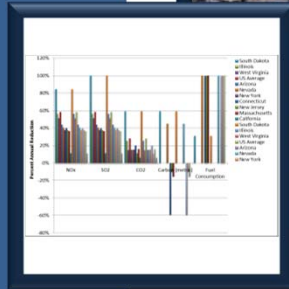 120%
100%
80%
60%
40%
20%
0%
-20%
-40%
-60%
-80%
Percent Annual Reduction
NOx
SO2
CO2
Carbon
Fuel
Consumption
South Dakota
Illinois
West Virginia
US Average
Arizona
Nevada
New York
Connecticut
New Jersey
Massachusetts
California
South Dakota
Illinois
West Virginia
US Average
Arizona
Nevada
New York